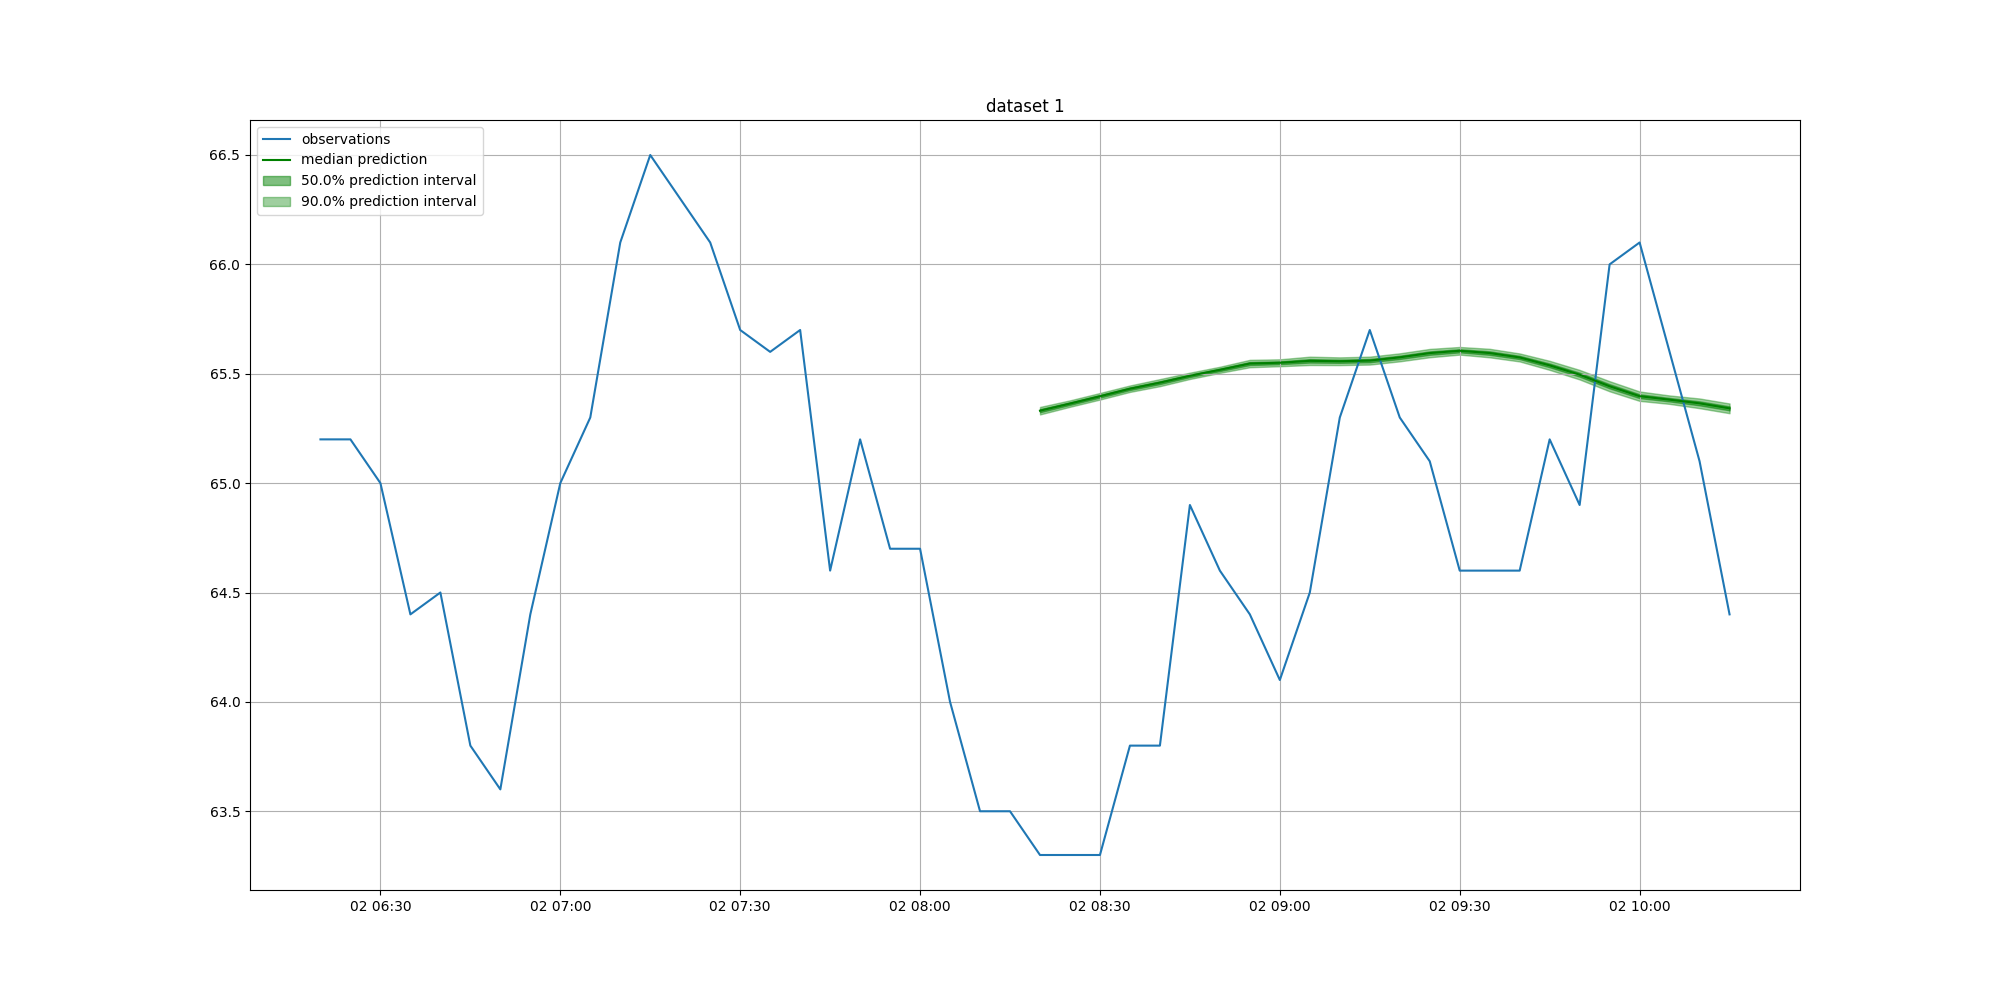 dataset 1
observations
median prediction
50.0% prediction interval
90.0% prediction interval
66.5
66.0
65.5
65.0
64.5
64.0
63.5
02 06:30 02 07:00 02 07:30 02 08:00 02 08:30 02 09:00 02 09:30 02 10:00